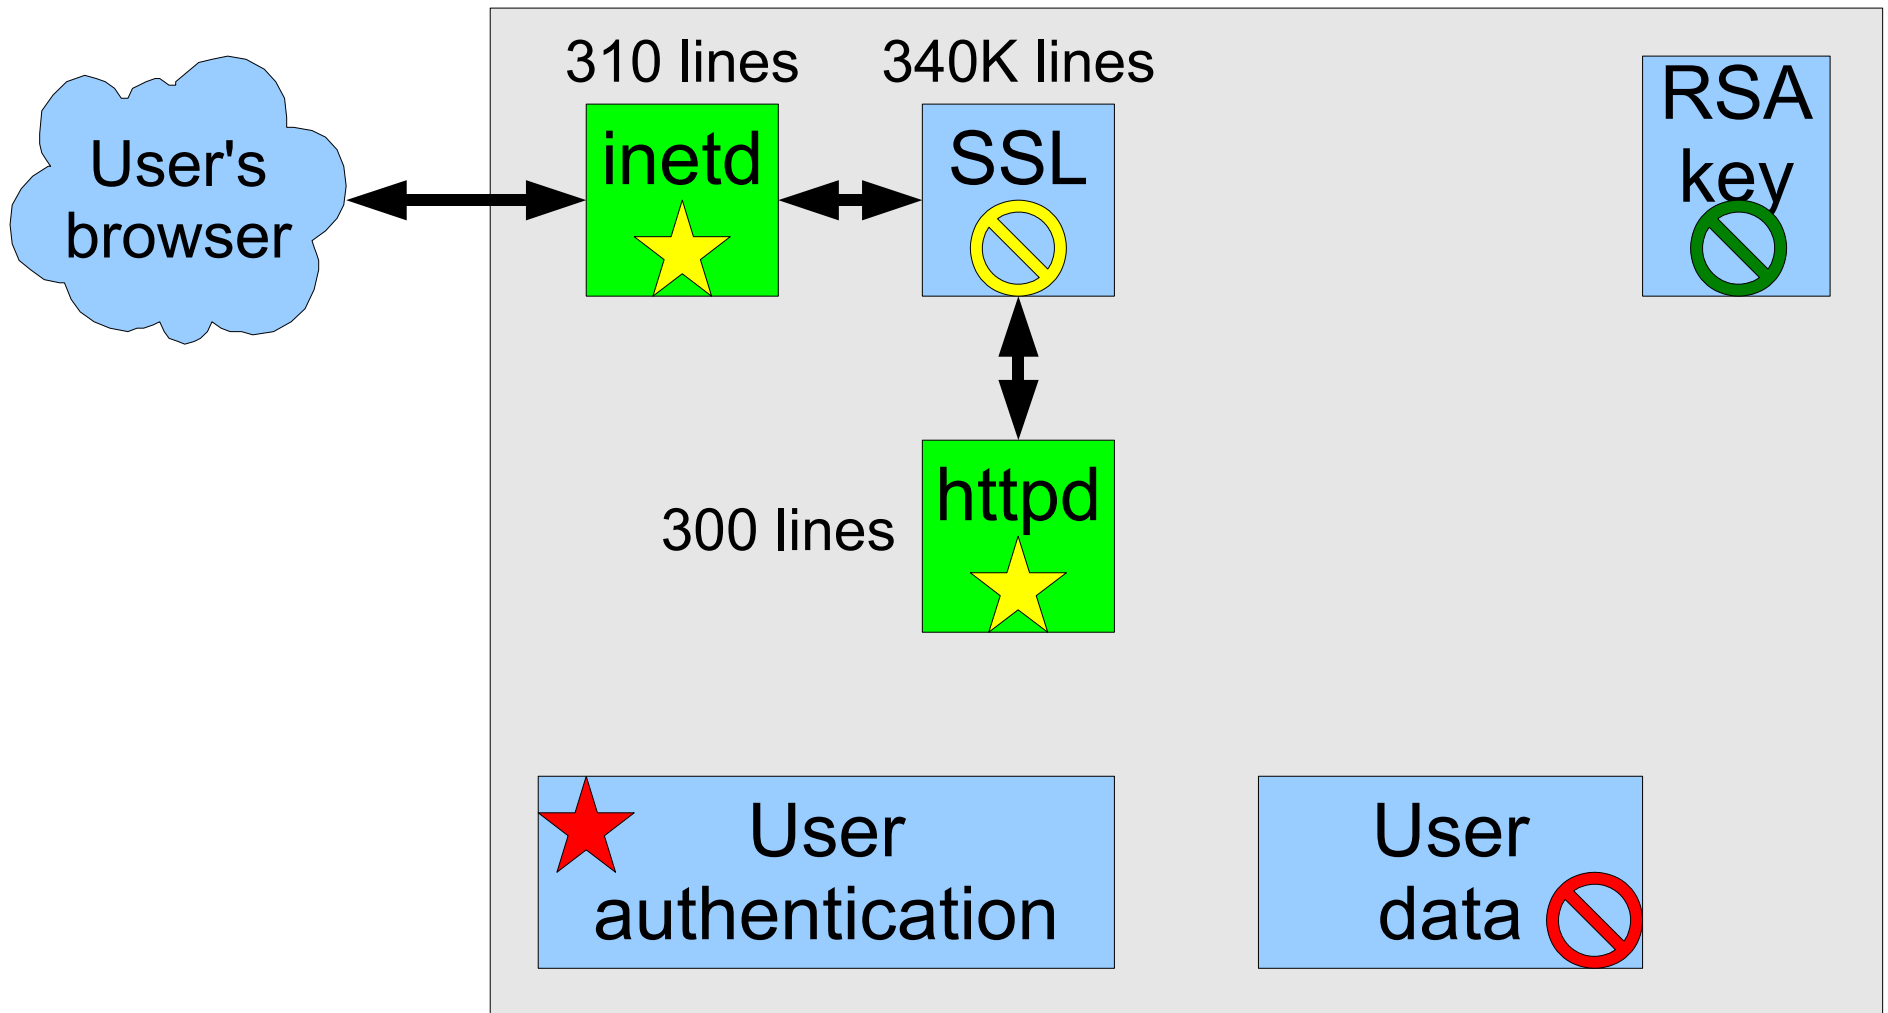 310 lines
340K lines
User's
browser
inetd
SSL
RSA
key
300 lines
httpd
User
authentication
User
data